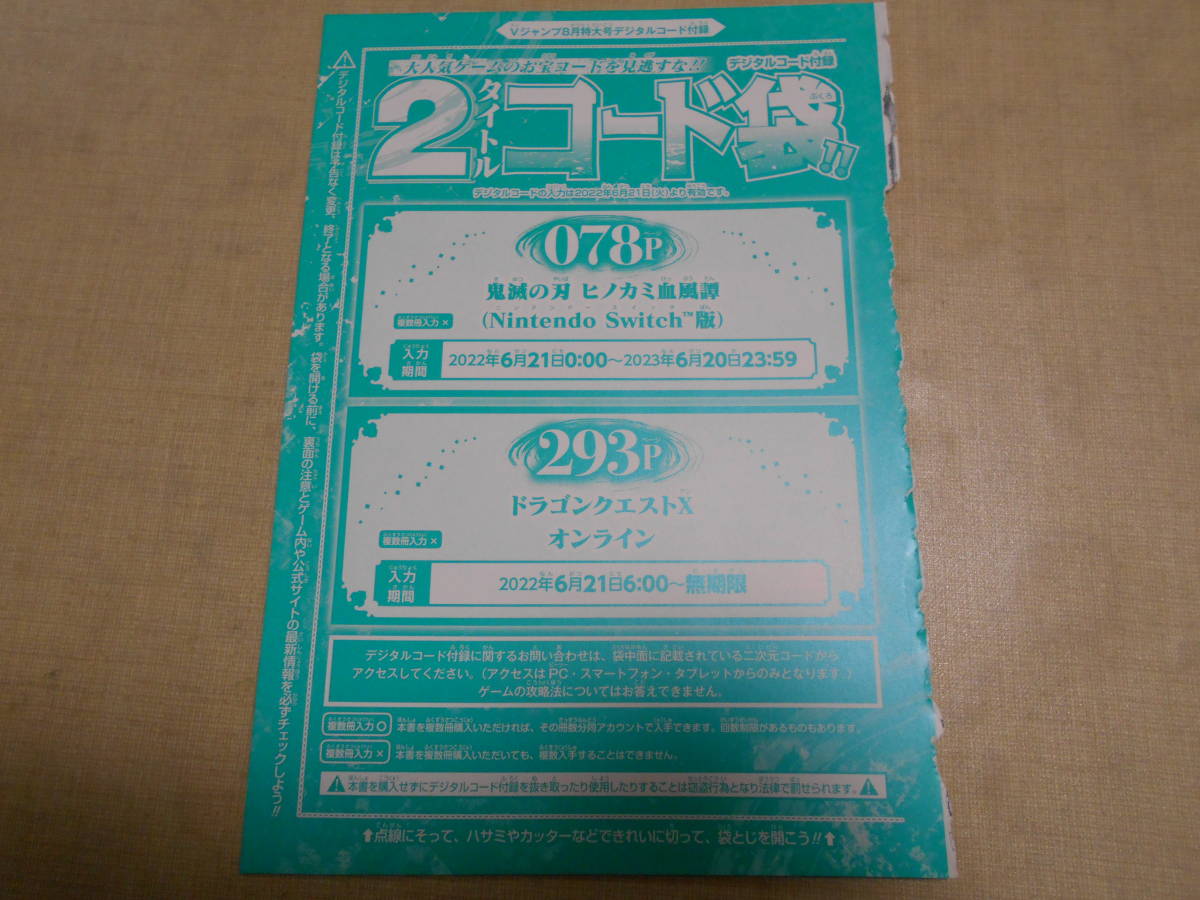 Vジャンプ8月特大号デジタルコード付録
大人気ゲームのお宝コードを見逃すな!!
デジタルコード付録
2タイトルコード袋!!
ぶくろ
デジタルコードの入力は2022年6月21日(火)より有効です。
078P
鬼滅の刃 ヒノカミ血風譚
(Nintendo Switch™版)
複数冊入力×
入力期間
2022年6月21日0:00～2023年6月20日23:59
293P
ドラゴンクエストX
オンライン
複数冊入力×
入力期間
2022年6月21日6:00～無期限
デジタルコード付録に関するお問い合わせは、袋中面に記載されている二次元コードから
アクセスしてください。(アクセスはPC・スマートフォン・タブレットからのみとなります。)
ゲームの攻略法についてはお答えできません。
複数冊入力○ 本書を複数冊購入いただければ、その冊数分同アカウントで入手できます。回数制限があるものもあります。
複数冊入力× 本書を複数冊購入いただいても、複数入手することはできません。
本書を購入せずにデジタルコード付録を抜き取ったり使用したりすることは窃盗行為となり法律で罰せられます。
⬆点線にそって、ハサミやカッターなどできれいに切って、袋とじを開こう!!⬆
デジタルコード付録は予告なく変更、終了となる場合があります。袋を開ける前に、裏面の注意とゲーム内や公式サイトの最新情報を必ずチェックしよう!!